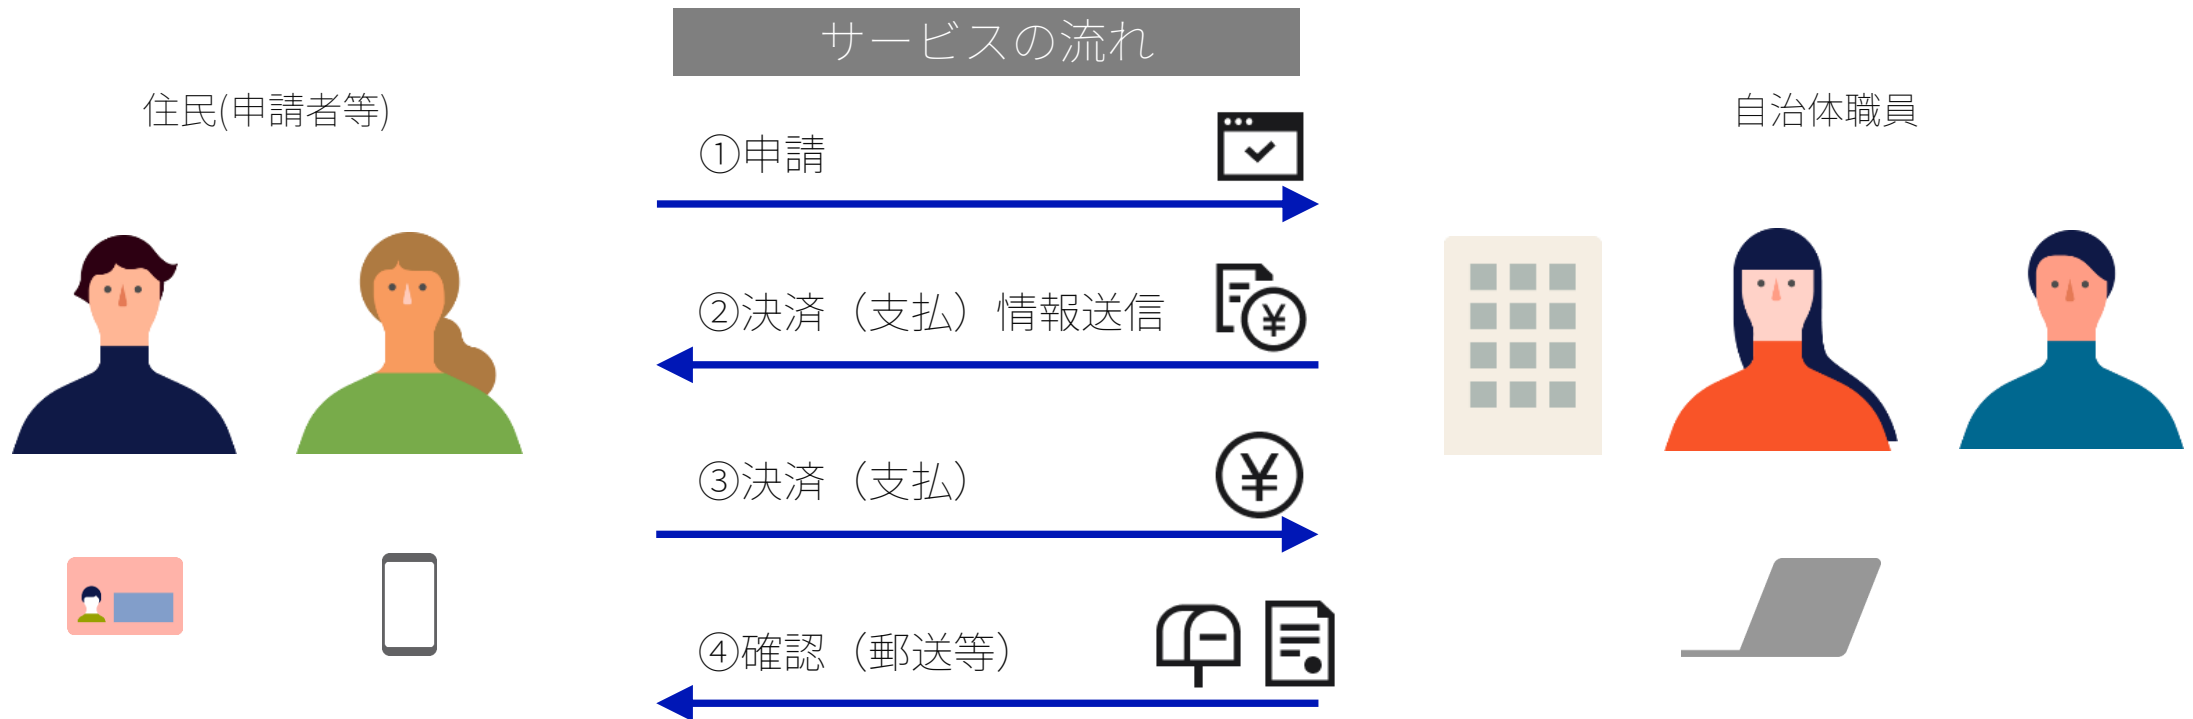 サービスの流れ
住民(申請者等)
自治体職員
①申請
②決済（支払）情報送信
③決済（支払）
④確認（郵送等）